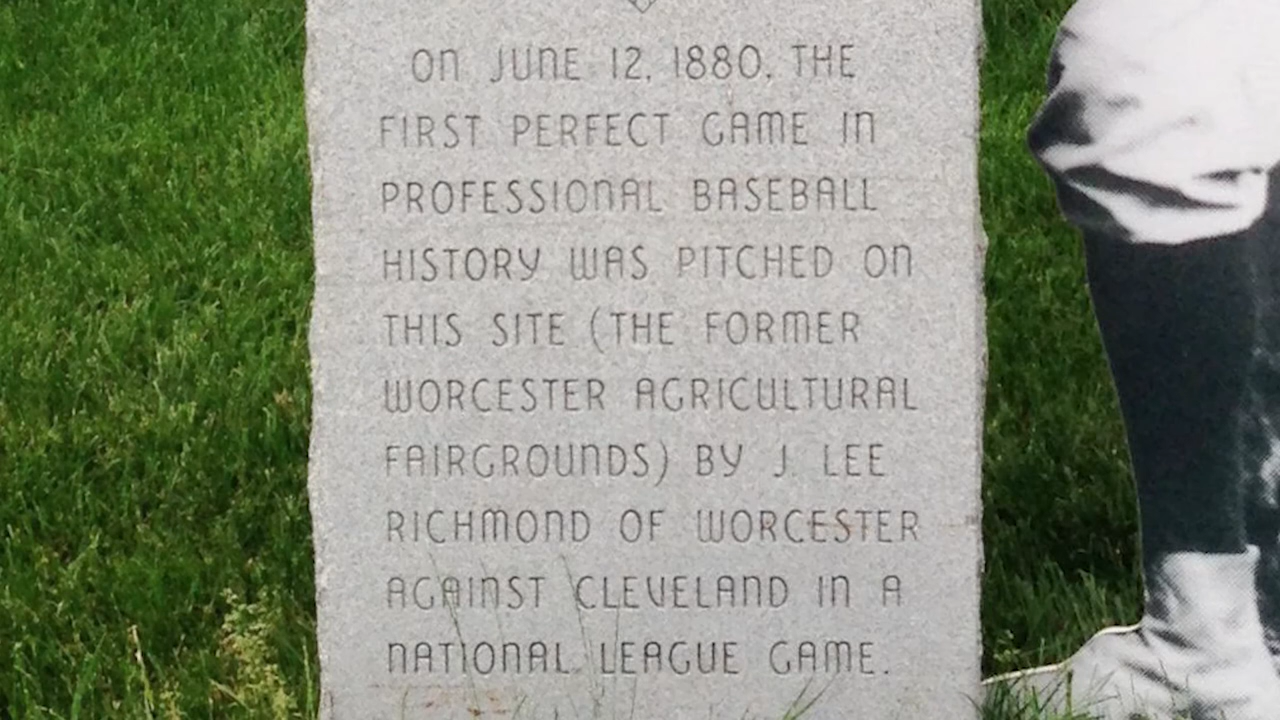 ON JUNE 12, 1880, THE
FIRST PERFECT GAME IN
PROFESSIONAL BASEBALL
HISTORY WAS PITCHED ON
THIS SITE (THE FORMER
WORCESTER AGRICULTURAL
FAIRGROUNDS) BY J. LEE
RICHMOND OF WORCESTER
AGAINST CLEVELAND IN A
NATIONAL LEAGUE GAME.